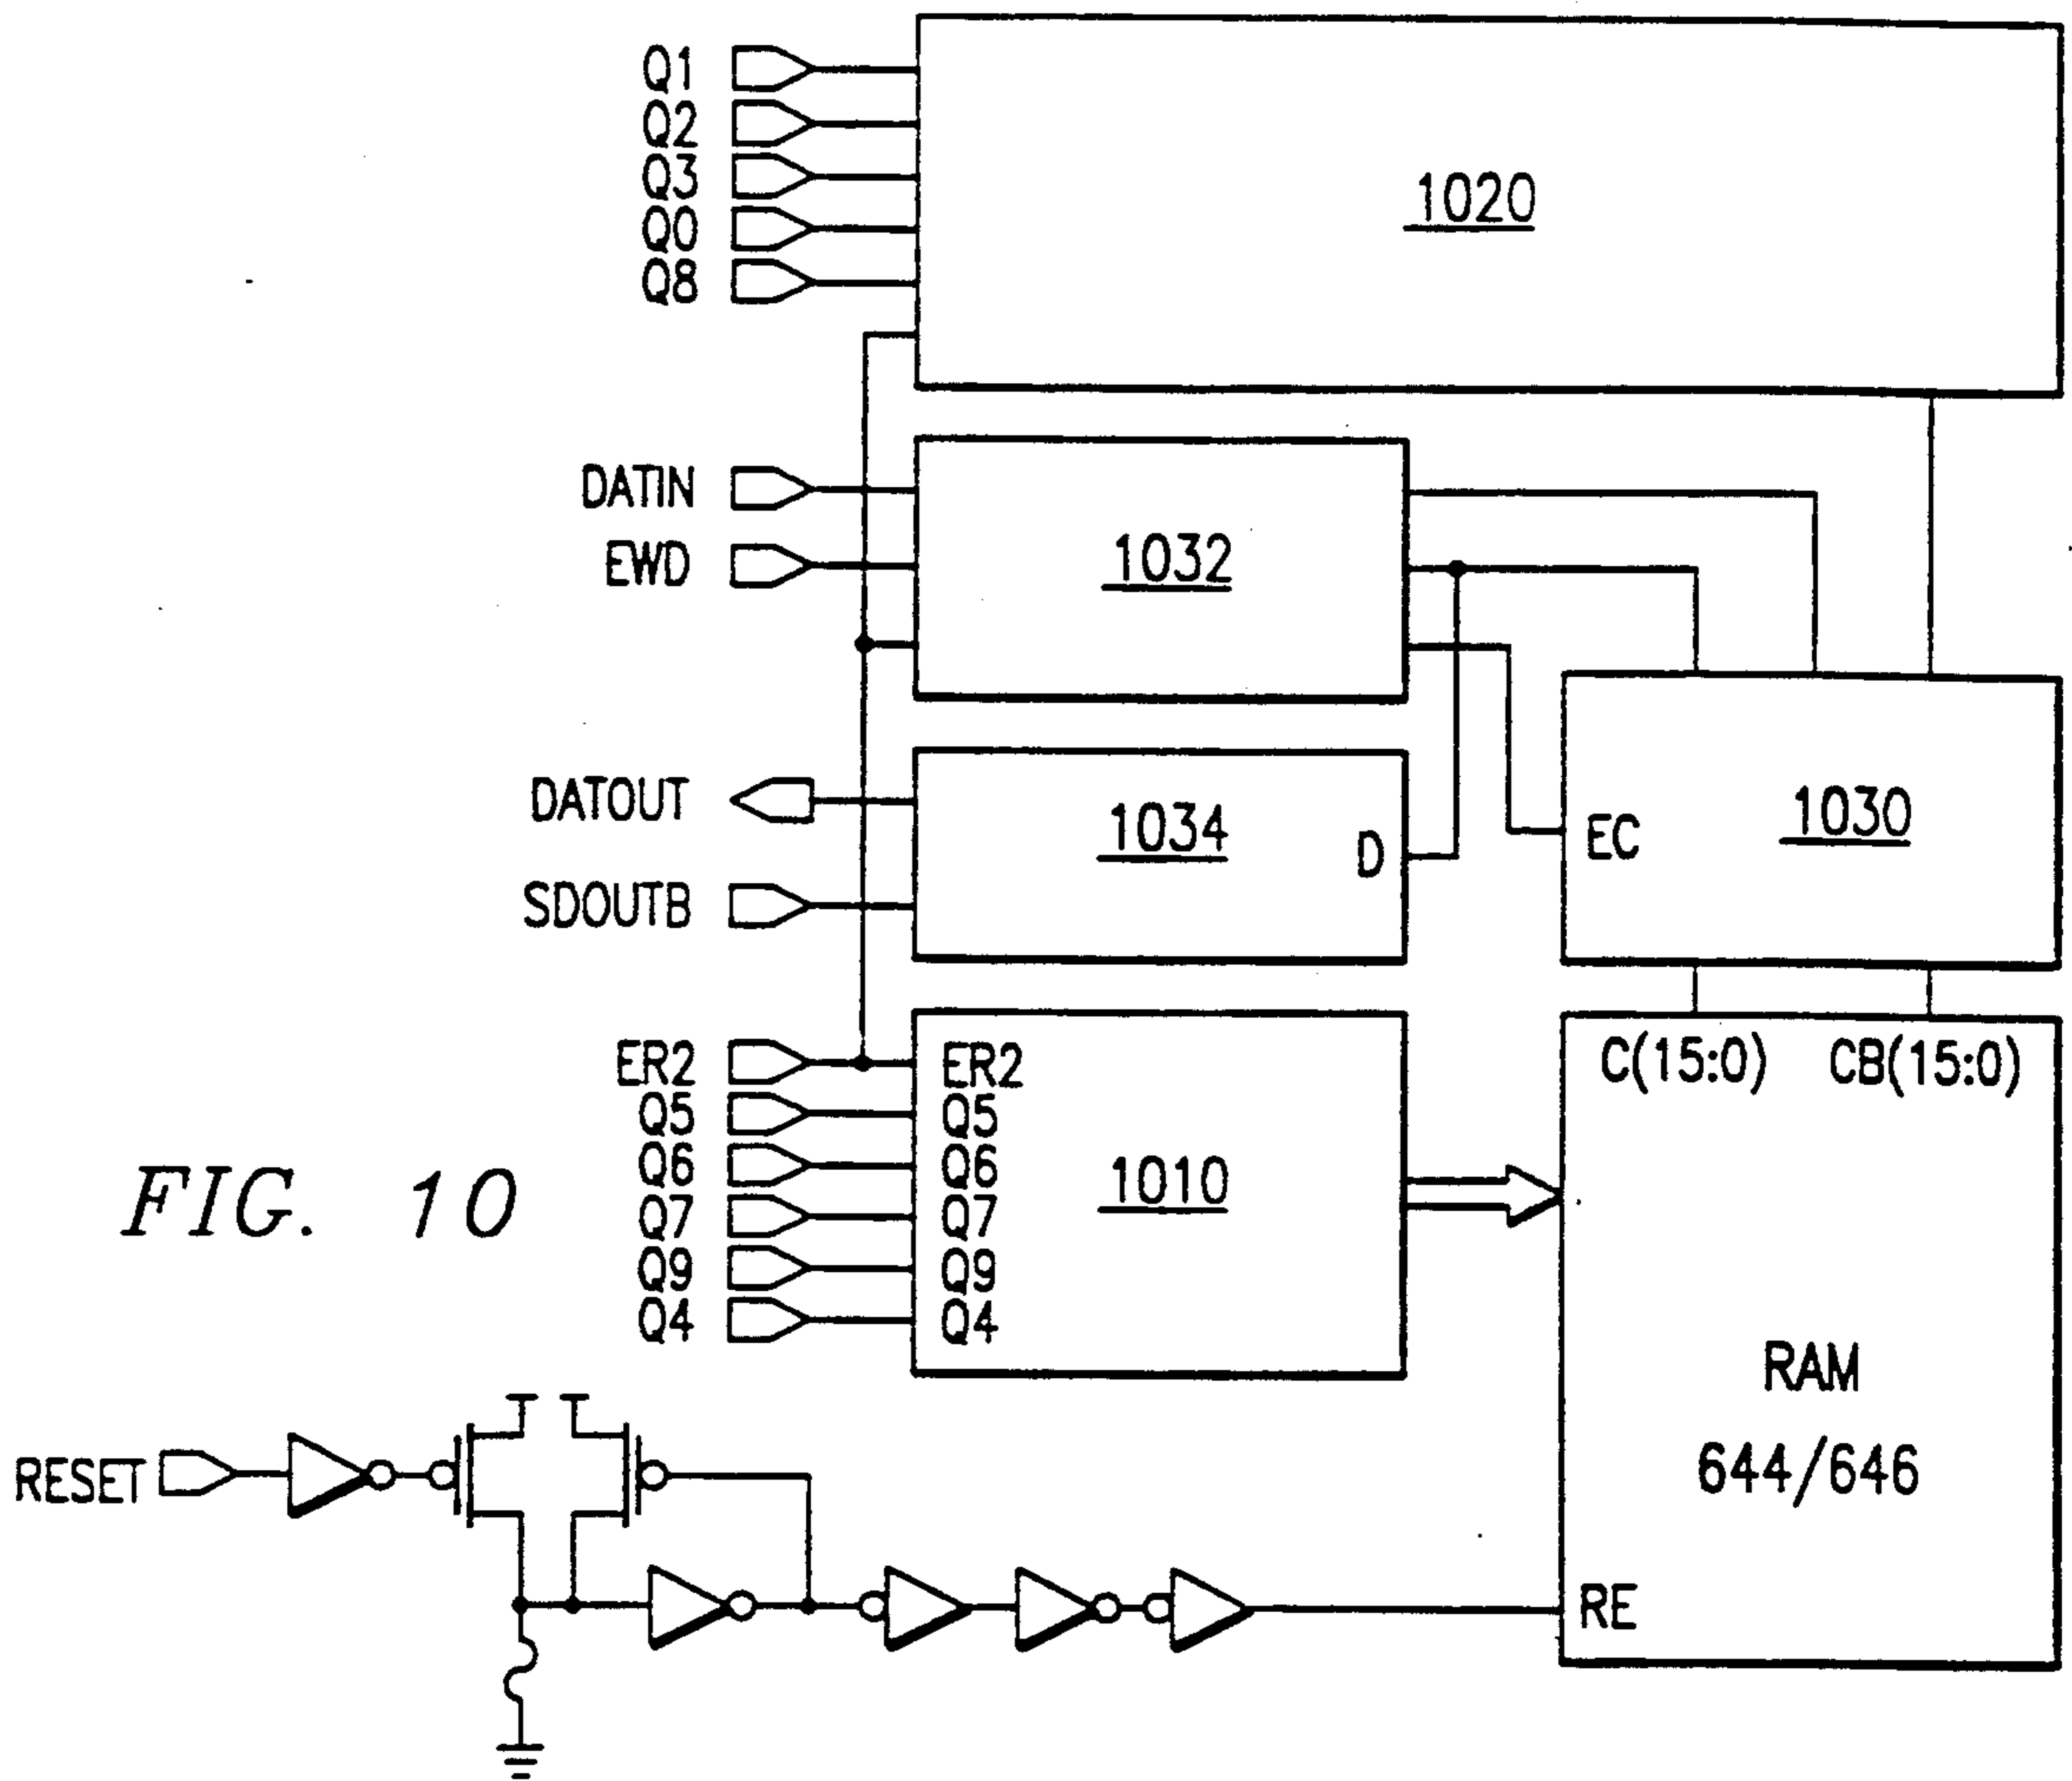 Q1
Q2
Q3
Q0
Q8
1020
DATIN
EWD
1032
DATOUT
SDOUTB
1034
D
EC
1030
ER2
Q5
Q6
Q7
Q9
Q4
ER2
Q5
Q6
Q7
Q9
Q4
1010
C(15:0) CB(15:0)
RAM
644/646
RE
FIG. 10
RESET